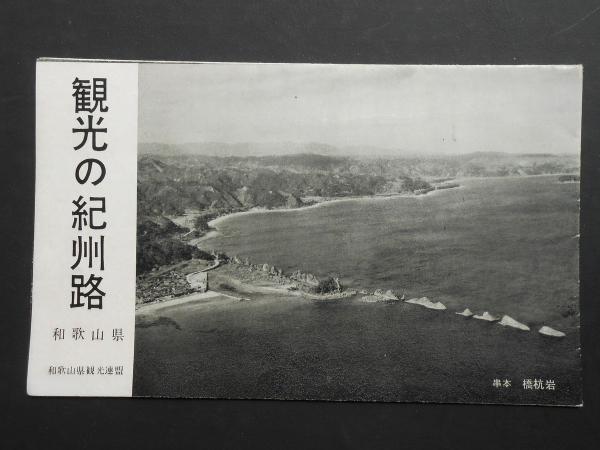 観光の紀州路
和歌山県
和歌山県観光連盟
串本 橋杭岩